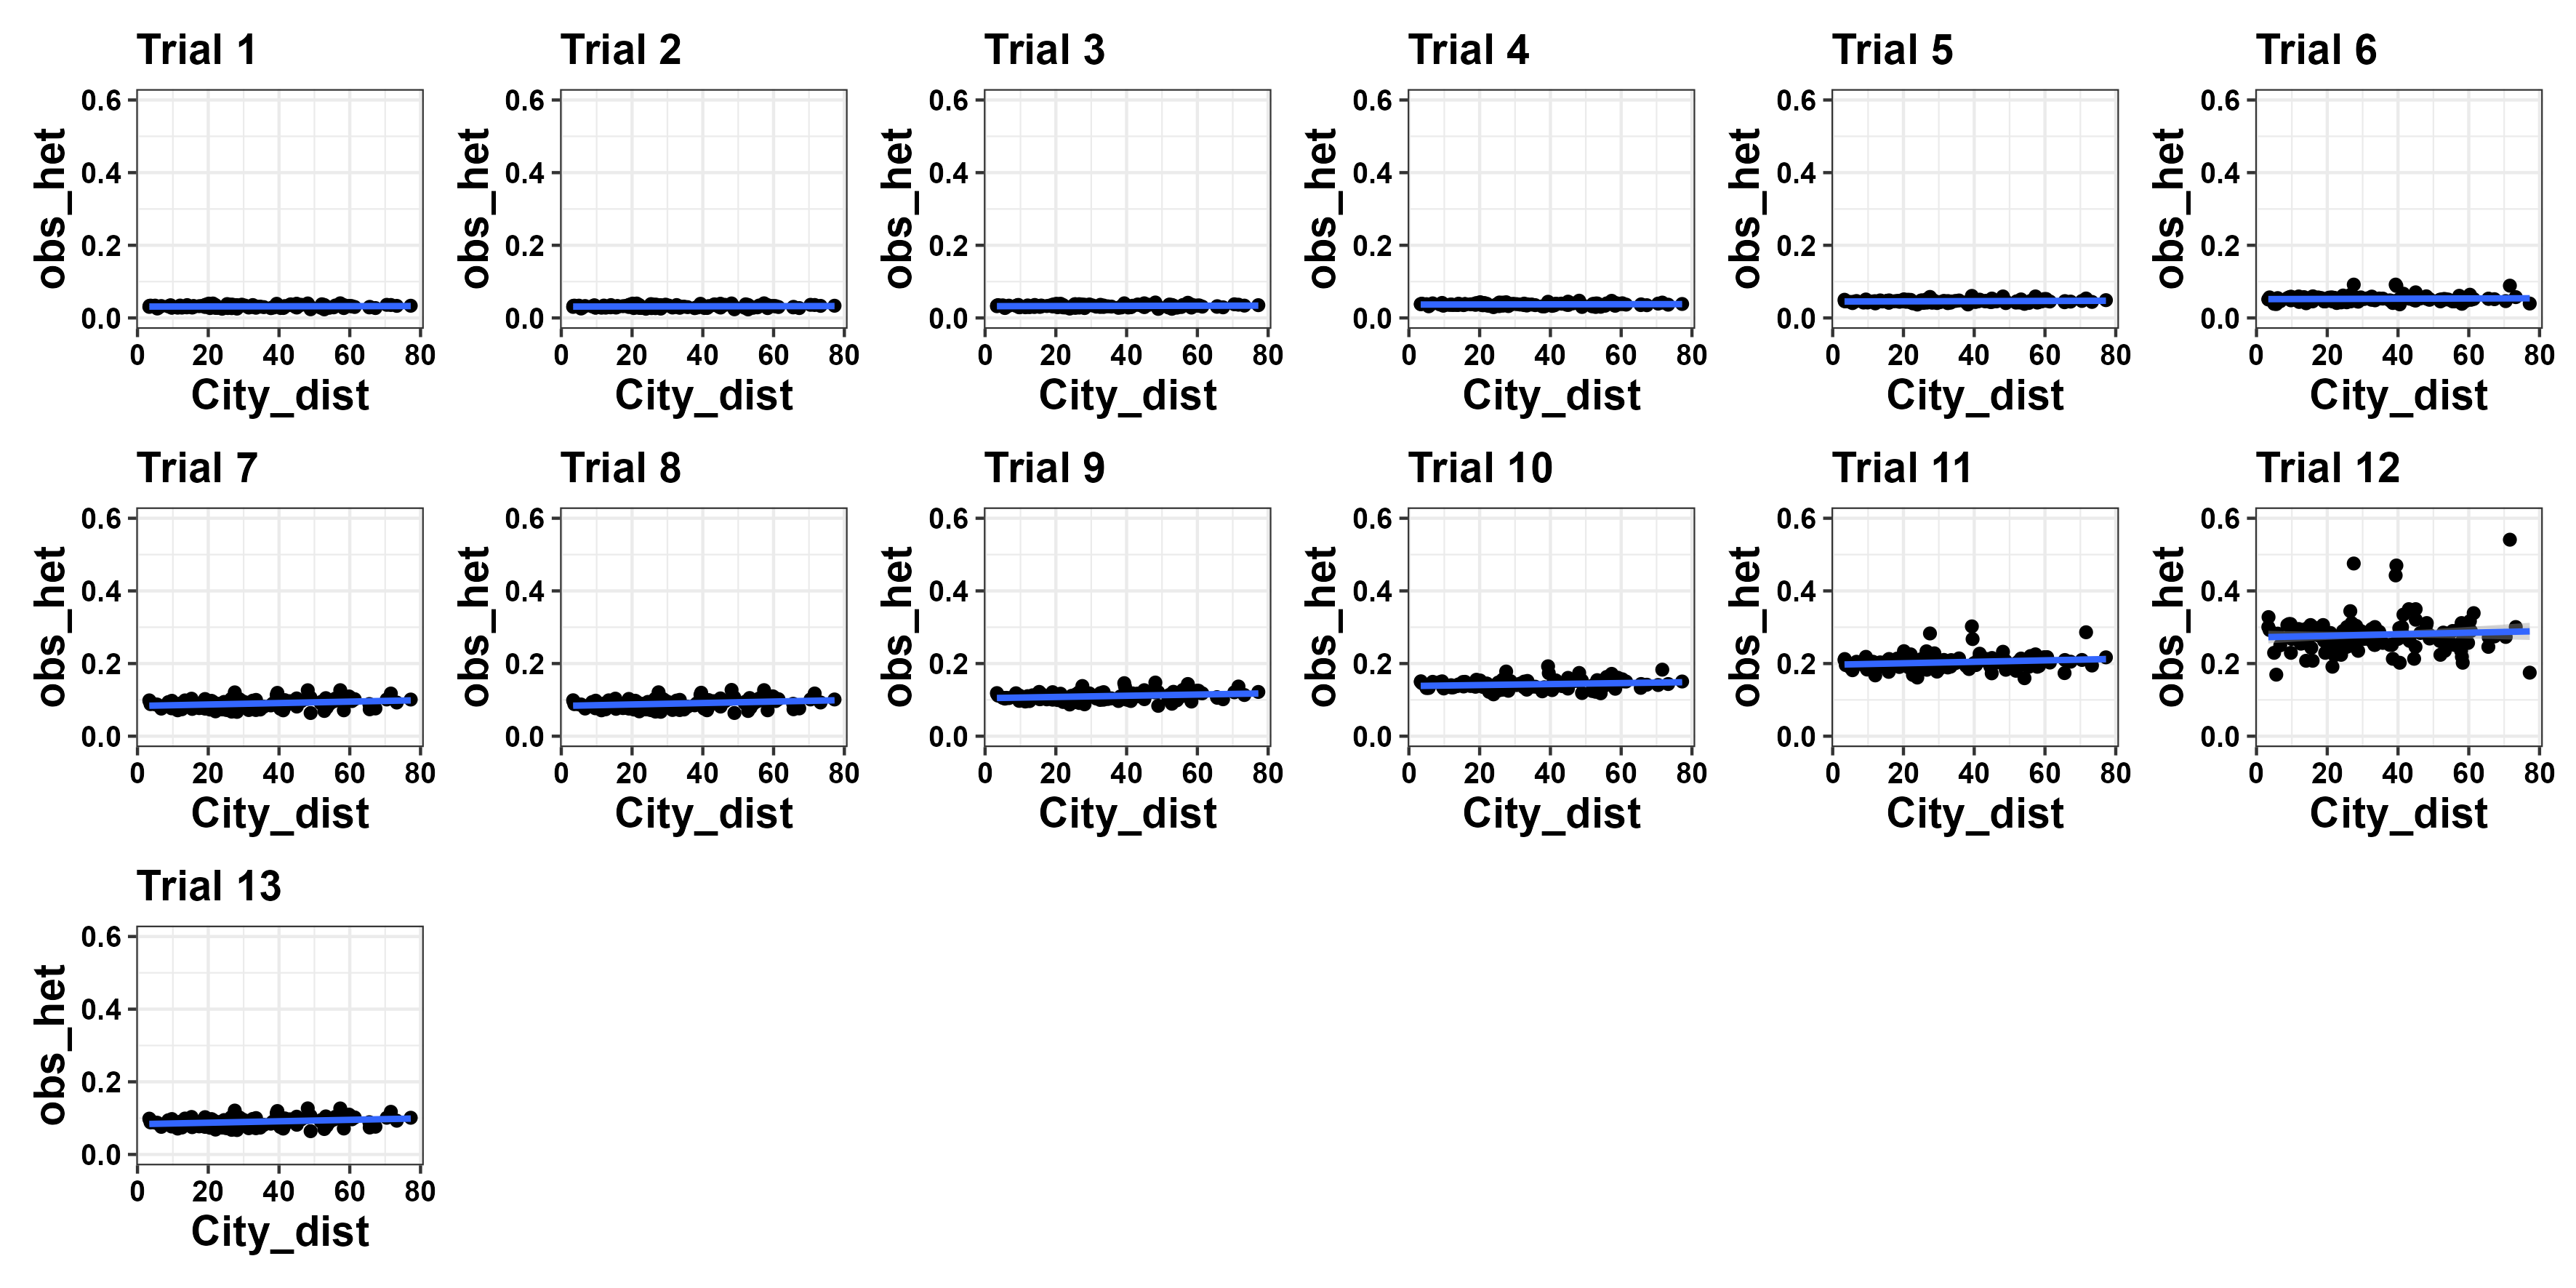 Trial 1 Trial 2 Trial 3 Trial 4 Trial 5 Trial 6
0.6 0.6 0.6 0.6 0.6 0.6
0.4 0.4 0.4 0.4 0.4 0.4
obs_het obs_het obs_het obs_het obs_het obs_het
0.2 0.2 0.2 0.2 0.2 0.2
0.0 0.0 0.0 0.0 0.0 0.0
0 20 40 60 80 0 20 40 60 80 0 20 40 60 80 0 20 40 60 80 0 20 40 60 80 0 20 40 60 80
City_dist City_dist City_dist City_dist City_dist City_dist
Trial 7 Trial 8 Trial 9 Trial 10 Trial 11 Trial 12
0.6 0.6 0.6 0.6 0.6 0.6
0.4 0.4 0.4 0.4 0.4 0.4
obs_het obs_het obs_het obs_het obs_het obs_het
0.2 0.2 0.2 0.2 0.2 0.2
0.0 0.0 0.0 0.0 0.0 0.0
0 20 40 60 80 0 20 40 60 80 0 20 40 60 80 0 20 40 60 80 0 20 40 60 80 0 20 40 60 80
City_dist City_dist City_dist City_dist City_dist City_dist
Trial 13
0.6
0.4
obs_het
0.2
0.0
0 20 40 60 80
City_dist